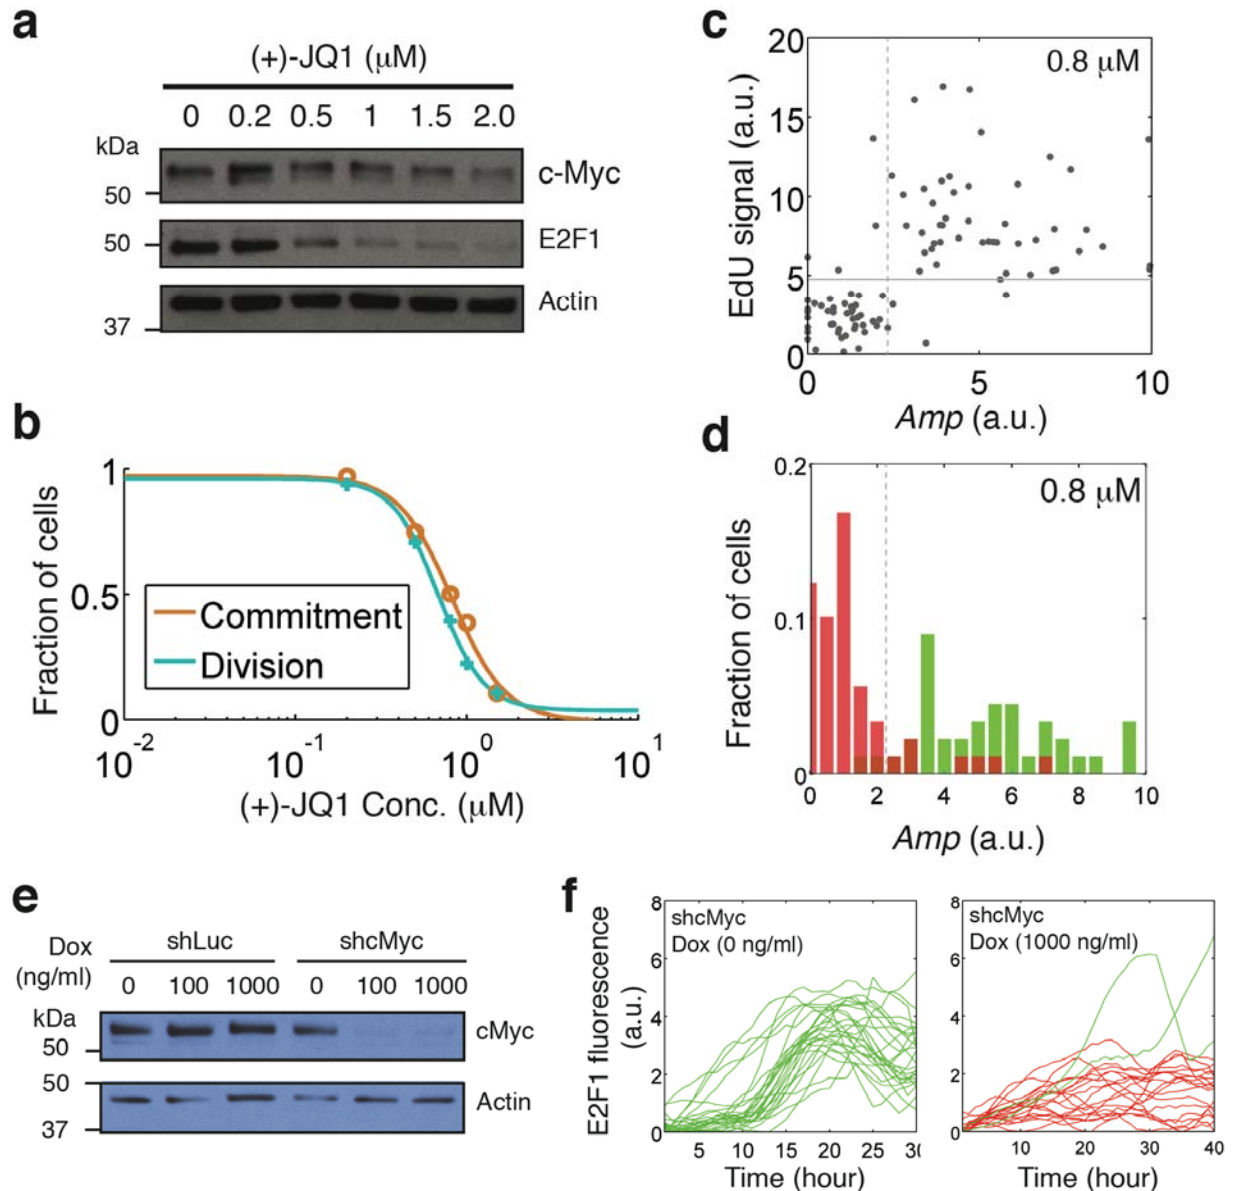 a
(+)-JQ1 (μM)
0 0.2 0.5 1 1.5 2.0
kDa
50
c-Myc
50
E2F1
Actin
37
b
Fraction of cells
1
0.5
0
Commitment
Division
10^-2 10^-1 10^0 10^1
(+)-JQ1 Conc. (μM)
c
EdU signal (a.u.)
20
15
10
5
0
0.8 μM
0 5 10
Amp (a.u.)
d
Fraction of cells
0.2
0.1
0
0.8 μM
0 2 4 6 8 10
Amp (a.u.)
e
Dox
(ng/ml)
shLuc shcMyc
0 100 1000 0 100 1000
kDa
50
cMyc
50
Actin
37
f
E2F1 fluorescence
(a.u.)
8
6
4
2
0
shcMyc
Dox (0 ng/ml)
5 10 15 20 25
Time (hour)
8
6
4
2
0
shcMyc
Dox (1000 ng/ml)
10 20 30 40
Time (hour)